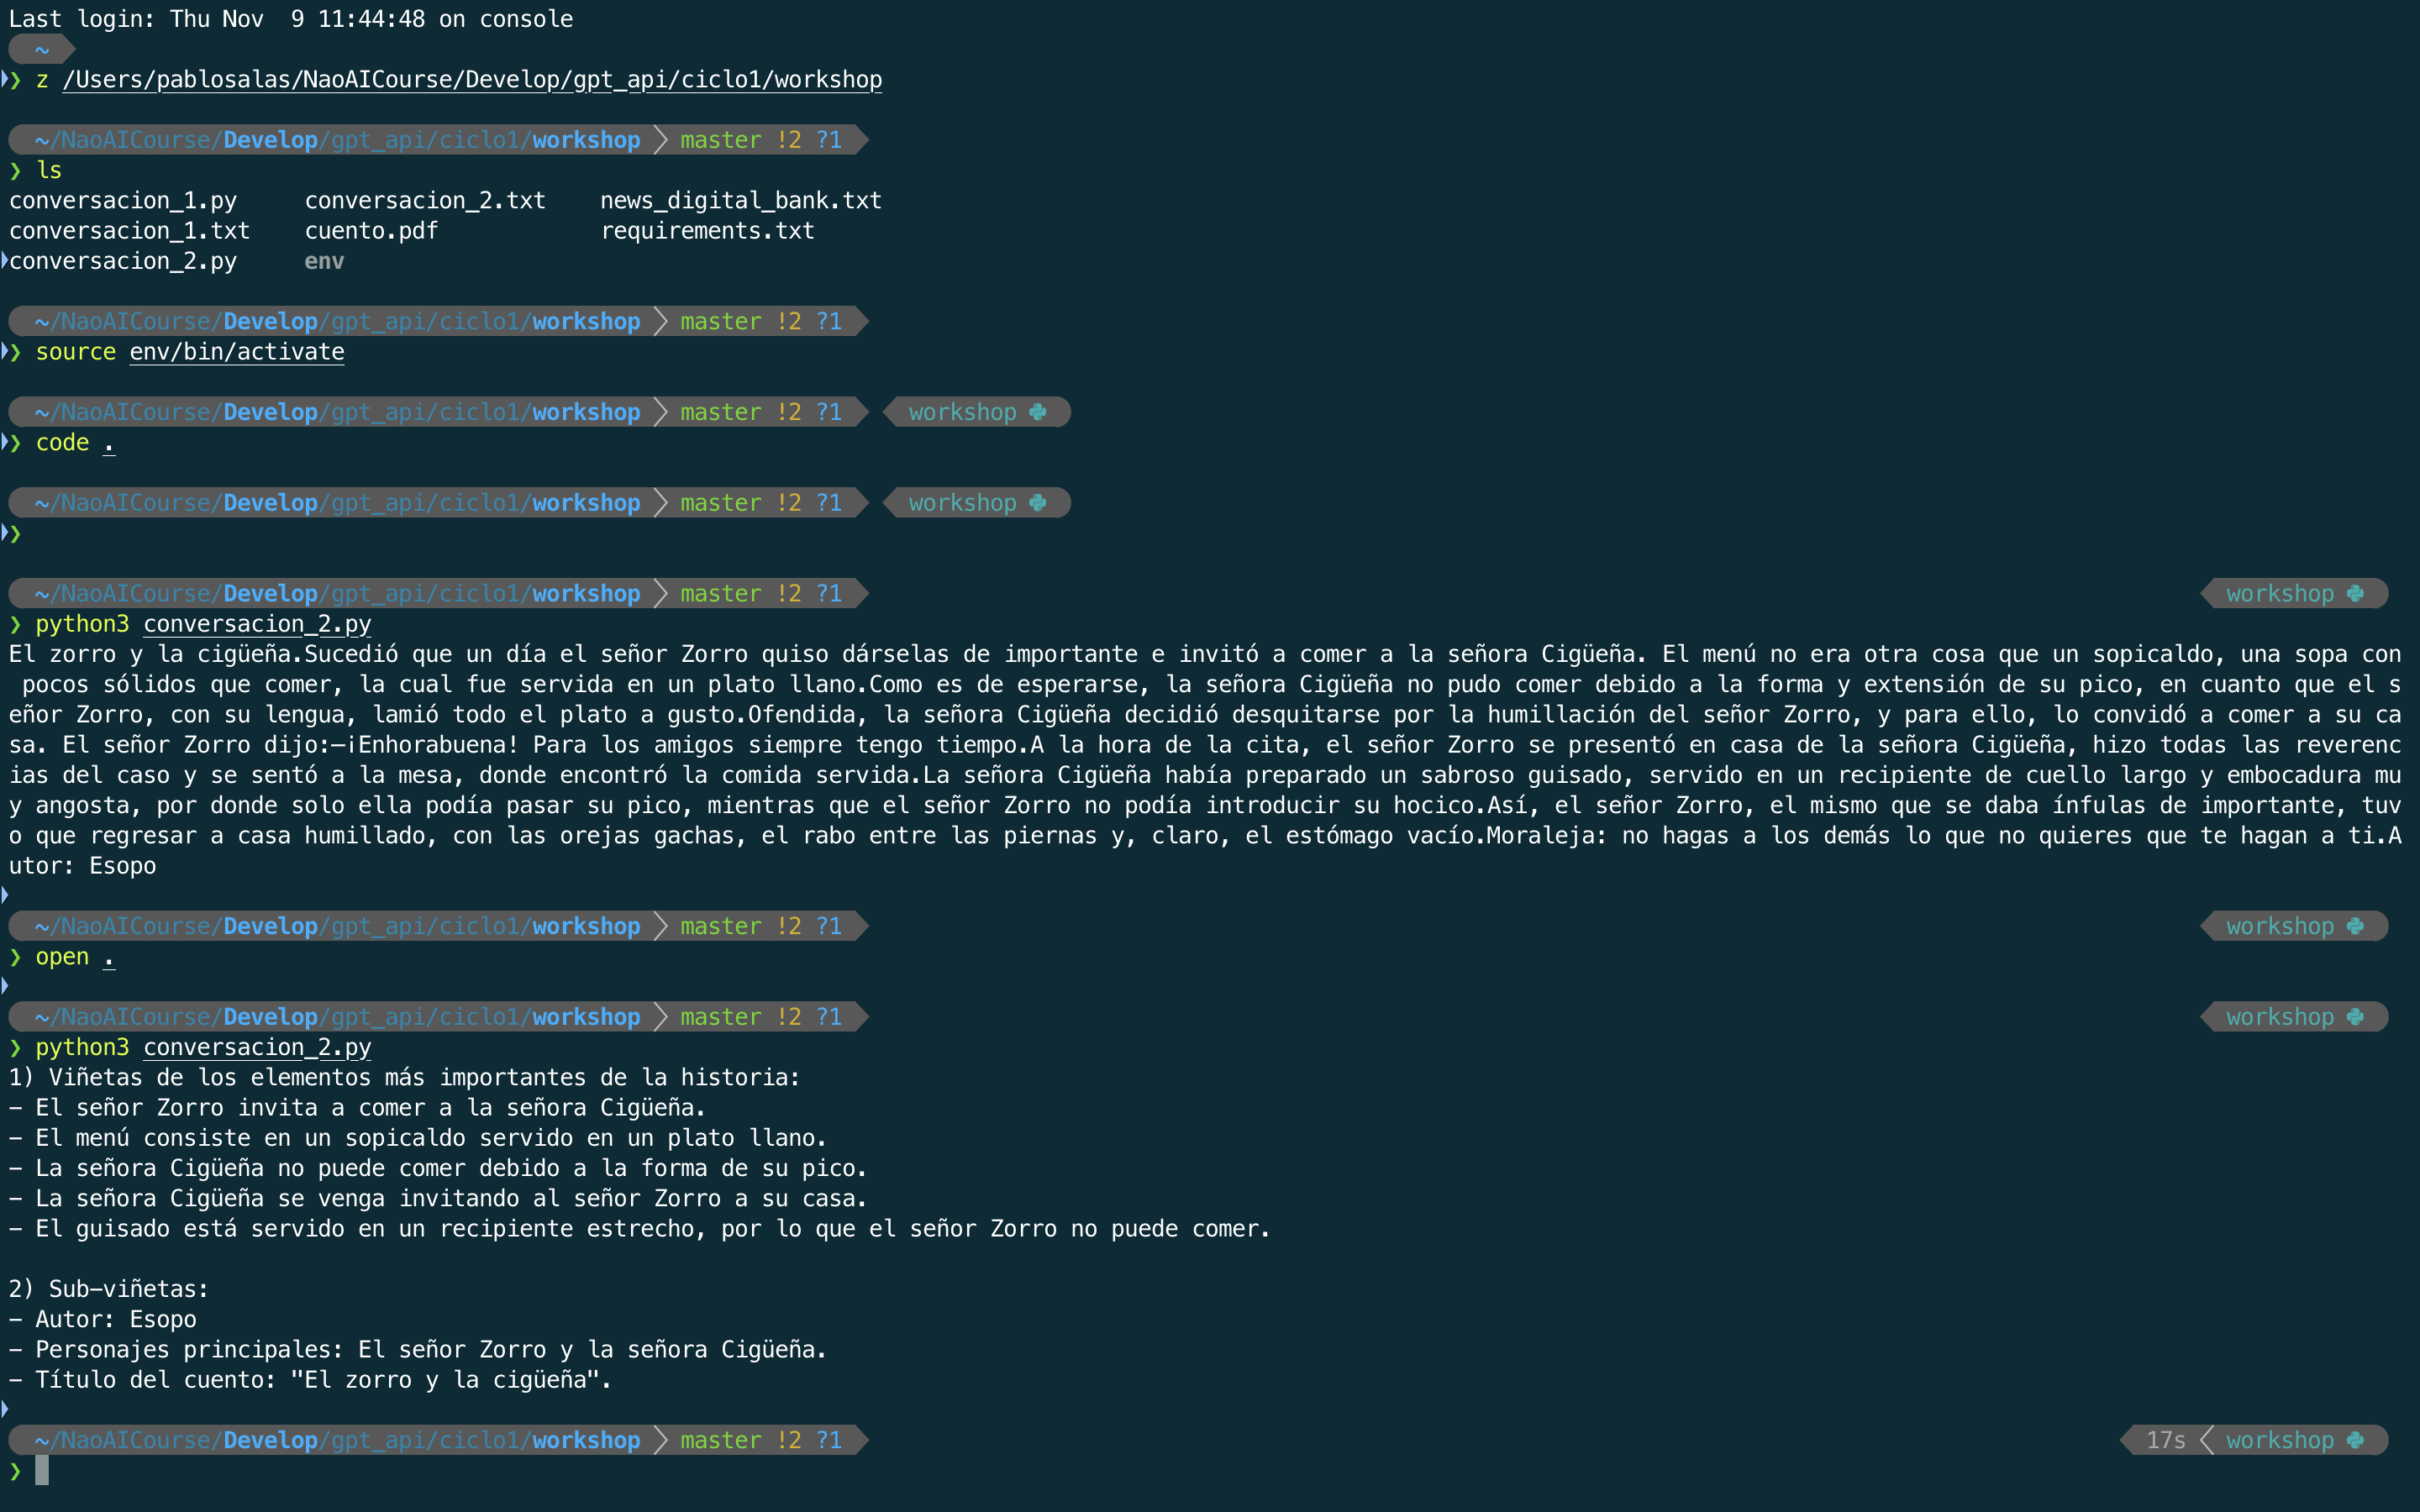 Last login: Thu Nov  9 11:44:48 on console
~
❯ z /Users/pablosalas/NaoAICourse/Develop/gpt_api/ciclo1/workshop
~/NaoAICourse/Develop/gpt_api/ciclo1/workshop master !2 ?1
❯ ls
conversacion_1.py     conversacion_2.txt    news_digital_bank.txt
conversacion_1.txt    cuento.pdf            requirements.txt
conversacion_2.py     env
~/NaoAICourse/Develop/gpt_api/ciclo1/workshop master !2 ?1
❯ source env/bin/activate
~/NaoAICourse/Develop/gpt_api/ciclo1/workshop master !2 ?1 workshop
❯ code .
~/NaoAICourse/Develop/gpt_api/ciclo1/workshop master !2 ?1 workshop
❯
~/NaoAICourse/Develop/gpt_api/ciclo1/workshop master !2 ?1 workshop
❯ python3 conversacion_2.py
El zorro y la cigüeña.Sucedió que un día el señor Zorro quiso dárselas de importante e invitó a comer a la señora Cigüeña. El menú no era otra cosa que un sopicaldo, una sopa con
 pocos sólidos que comer, la cual fue servida en un plato llano.Como es de esperarse, la señora Cigüeña no pudo comer debido a la forma y extensión de su pico, en cuanto que el s
eñor Zorro, con su lengua, lamió todo el plato a gusto.Ofendida, la señora Cigüeña decidió desquitarse por la humillación del señor Zorro, y para ello, lo convidó a comer a su ca
sa. El señor Zorro dijo:—¡Enhorabuena! Para los amigos siempre tengo tiempo.A la hora de la cita, el señor Zorro se presentó en casa de la señora Cigüeña, hizo todas las reverenc
ias del caso y se sentó a la mesa, donde encontró la comida servida.La señora Cigüeña había preparado un sabroso guisado, servido en un recipiente de cuello largo y embocadura mu
y angosta, por donde solo ella podía pasar su pico, mientras que el señor Zorro no podía introducir su hocico.Así, el señor Zorro, el mismo que se daba ínfulas de importante, tuv
o que regresar a casa humillado, con las orejas gachas, el rabo entre las piernas y, claro, el estómago vacío.Moraleja: no hagas a los demás lo que no quieres que te hagan a ti.A
utor: Esopo
~/NaoAICourse/Develop/gpt_api/ciclo1/workshop master !2 ?1 workshop
❯ open .
~/NaoAICourse/Develop/gpt_api/ciclo1/workshop master !2 ?1 workshop
❯ python3 conversacion_2.py
1) Viñetas de los elementos más importantes de la historia:
- El señor Zorro invita a comer a la señora Cigüeña.
- El menú consiste en un sopicaldo servido en un plato llano.
- La señora Cigüeña no puede comer debido a la forma de su pico.
- La señora Cigüeña se venga invitando al señor Zorro a su casa.
- El guisado está servido en un recipiente estrecho, por lo que el señor Zorro no puede comer.
2) Sub-viñetas:
- Autor: Esopo
- Personajes principales: El señor Zorro y la señora Cigüeña.
- Título del cuento: "El zorro y la cigüeña".
~/NaoAICourse/Develop/gpt_api/ciclo1/workshop master !2 ?1 17s workshop
❯